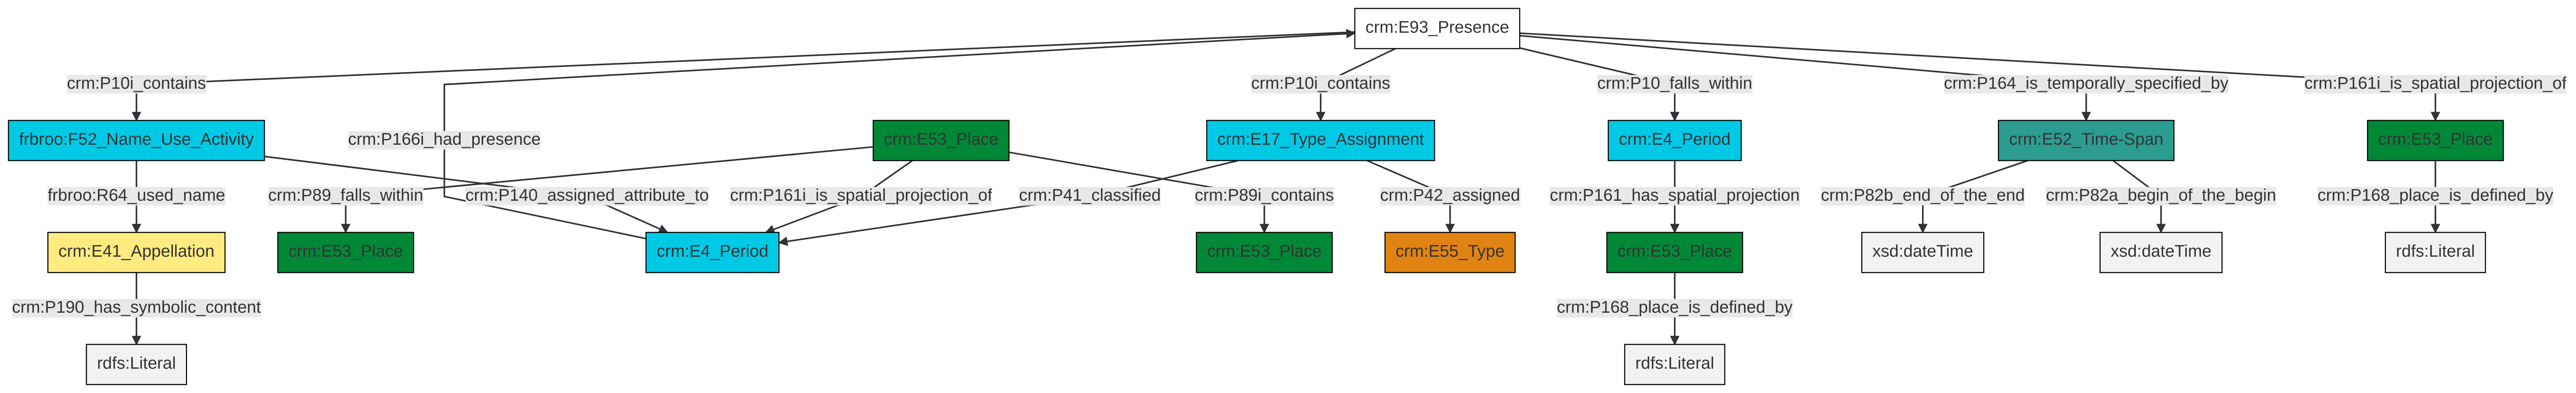 crm:E93_Presence
crm:P10i_contains
crm:P10i_contains
crm:P10_falls_within
crm:P164_is_temporally_specified_by
crm:P161i_is_spatial_projection_of
frbroo:F52_Name_Use_Activity
crm:P166i_had_presence
crm:E53_Place
crm:E17_Type_Assignment
crm:E4_Period
crm:E52_Time-Span
crm:E53_Place
frbroo:R64_used_name
crm:P89_falls_within
crm:P140_assigned_attribute_to
crm:P161i_is_spatial_projection_of
crm:P41_classified
crm:P89i_contains
crm:P42_assigned
crm:P161_has_spatial_projection
crm:P82b_end_of_the_end
crm:P82a_begin_of_the_begin
crm:P168_place_is_defined_by
crm:E41_Appellation
crm:E53_Place
crm:E4_Period
crm:E53_Place
crm:E55_Type
crm:E53_Place
xsd:dateTime
xsd:dateTime
rdfs:Literal
crm:P190_has_symbolic_content
crm:P168_place_is_defined_by
rdfs:Literal
rdfs:Literal